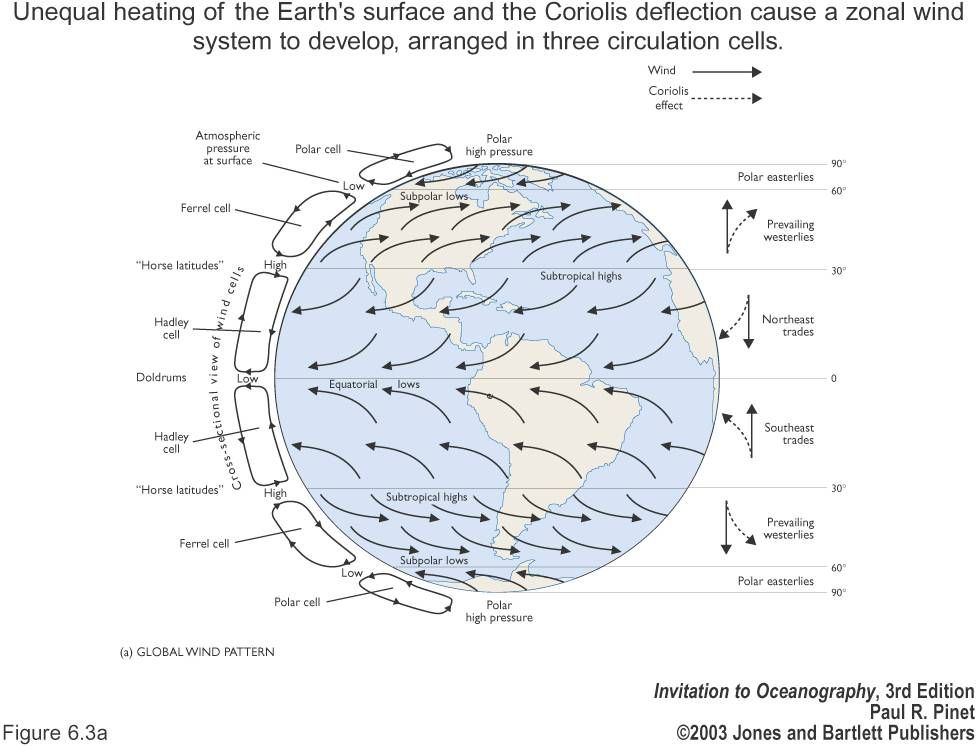 Unequal heating of the Earth's surface and the Coriolis deflection cause a zonal wind
system to develop, arranged in three circulation cells.
Wind
Coriolis
effect
Atmospheric
pressure
at surface
Polar cell
Polar
high pressure
90°
Polar easterlies
Low
60°
Subpolar lows
Ferrel cell
Prevailing
westerlies
"Horse latitudes"
High
30°
Subtropical highs
Cross-sectional view of wind cells
Hadley
cell
Northeast
trades
Doldrums
Low
Equatorial lows
0
Hadley
cell
Southeast
trades
"Horse latitudes"
High
Subtropical highs
30°
Ferrel cell
Prevailing
westerlies
Subpolar lows
60°
Low
Polar easterlies
90°
Polar cell
Polar
high pressure
(a) GLOBAL WIND PATTERN
Invitation to Oceanography, 3rd Edition
Paul R. Pinet
Figure 6.3a
©2003 Jones and Bartlett Publishers